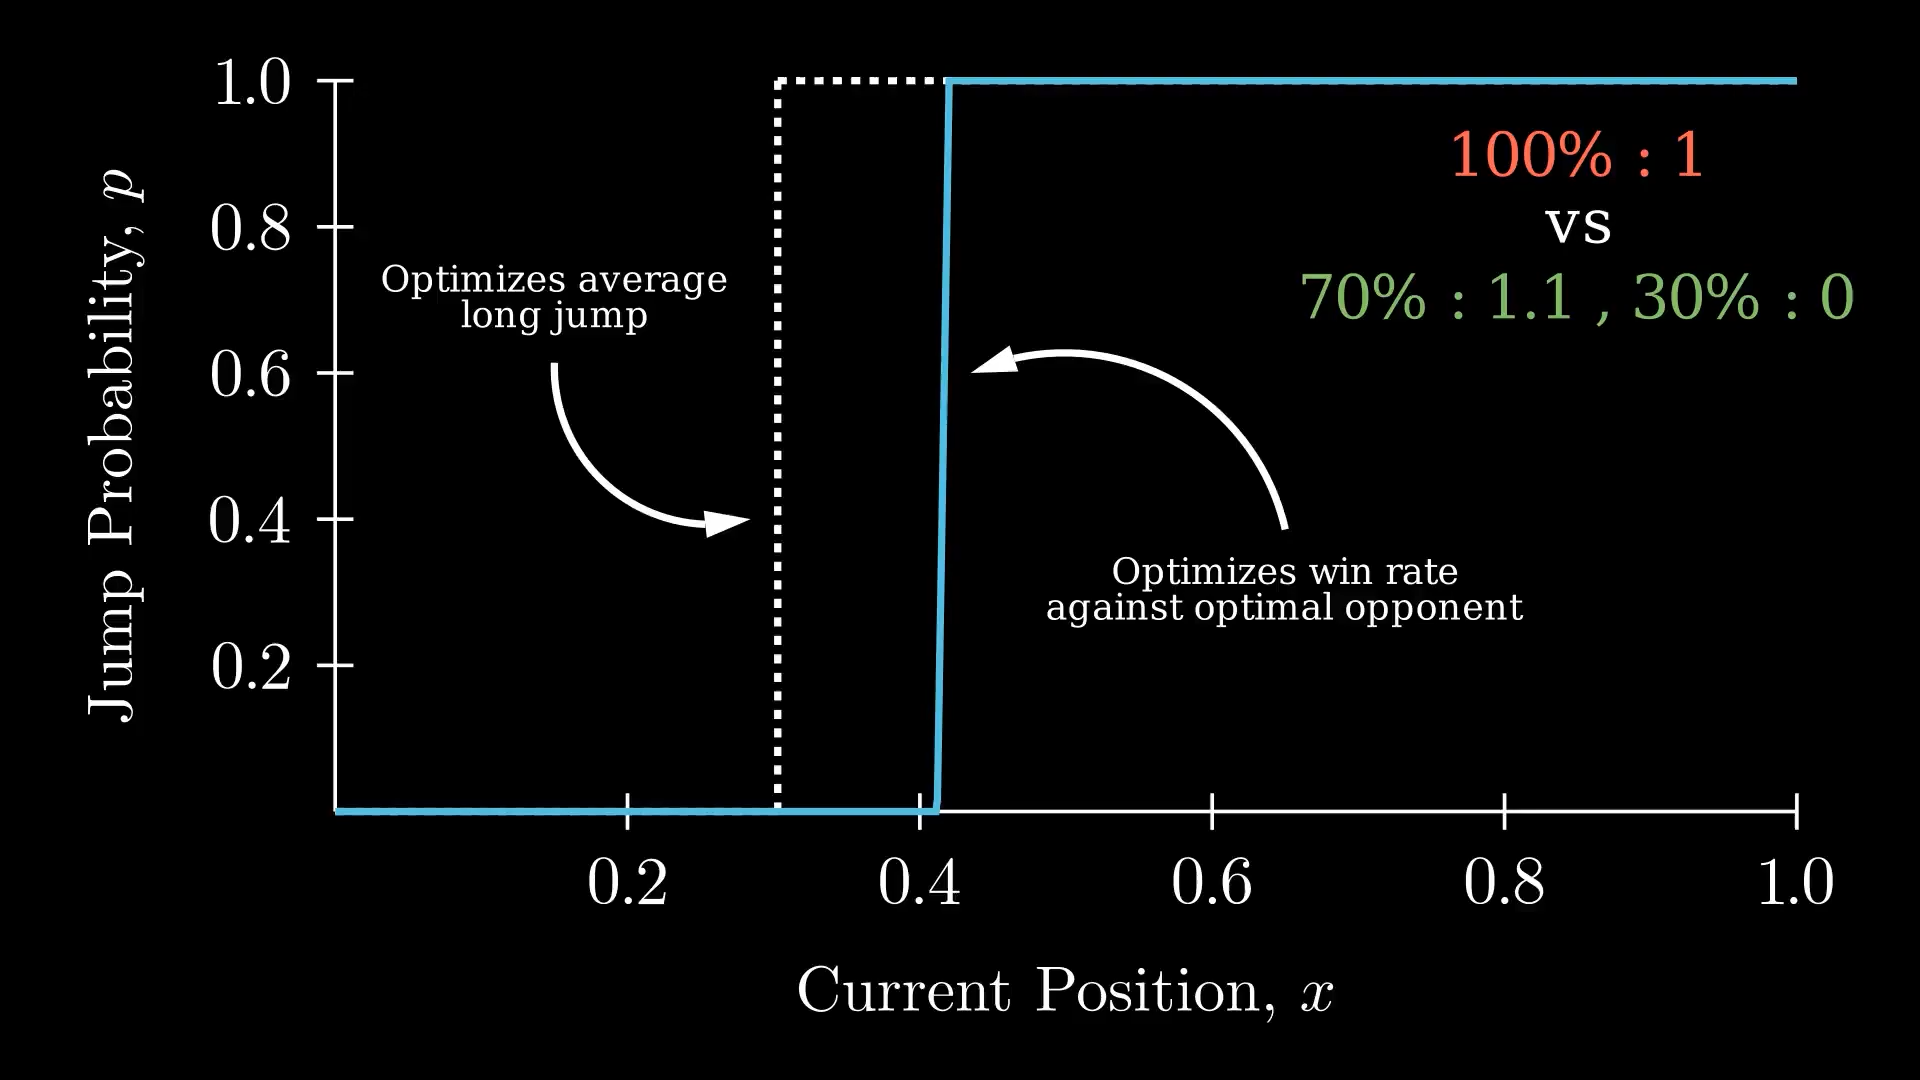 1.0
0.8
0.6
0.4
0.2
Jump Probability, p
Optimizes average
long jump
100% : 1
vs
70% : 1.1 , 30% : 0
Optimizes win rate
against optimal opponent
0.2 0.4 0.6 0.8 1.0
Current Position, x